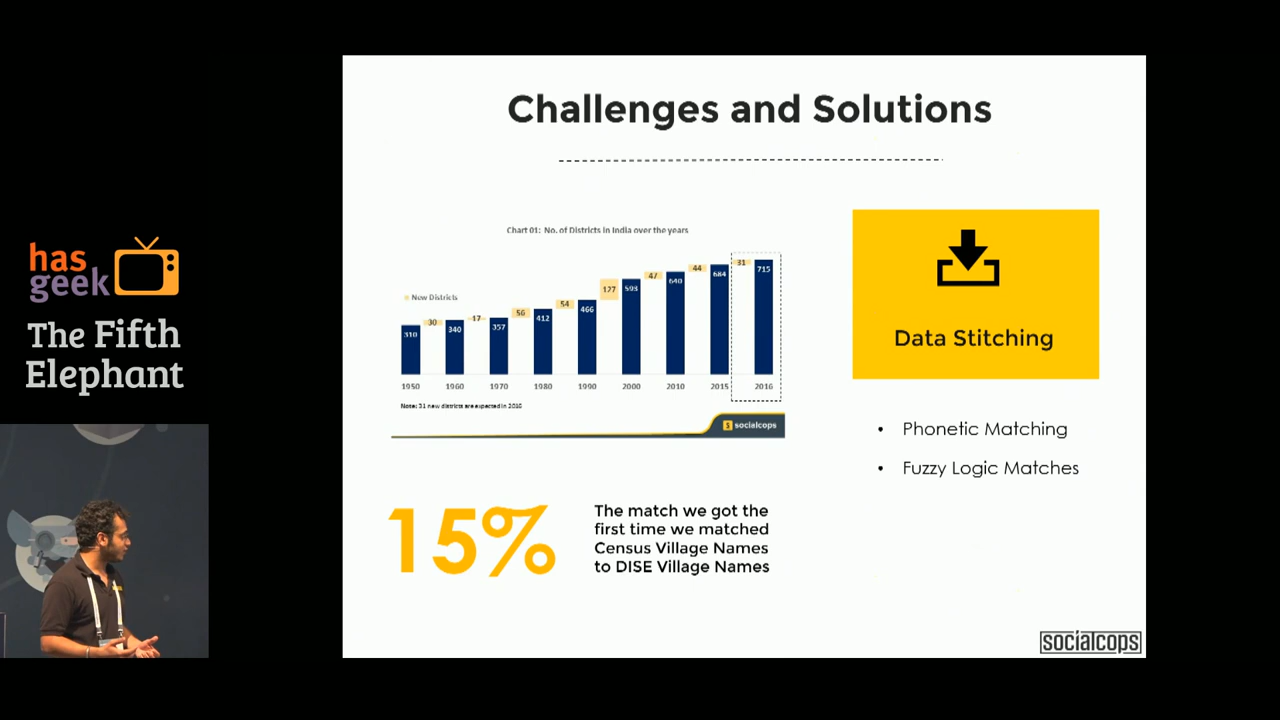 has
geek
The Fifth
Elephant
Challenges and Solutions
Chart 01: No. of Districts in India over the years
New Districts
310 30 340 17 357 56 412 54 466 127 593 47 640 44 684 31 715
1950 1960 1970 1980 1990 2000 2010 2015 2016
Note: 31 new districts are expected in 2016
socialcops
15%
The match we got the
first time we matched
Census Village Names
to DISE Village Names
Data Stitching
• Phonetic Matching
• Fuzzy Logic Matches
socialcops